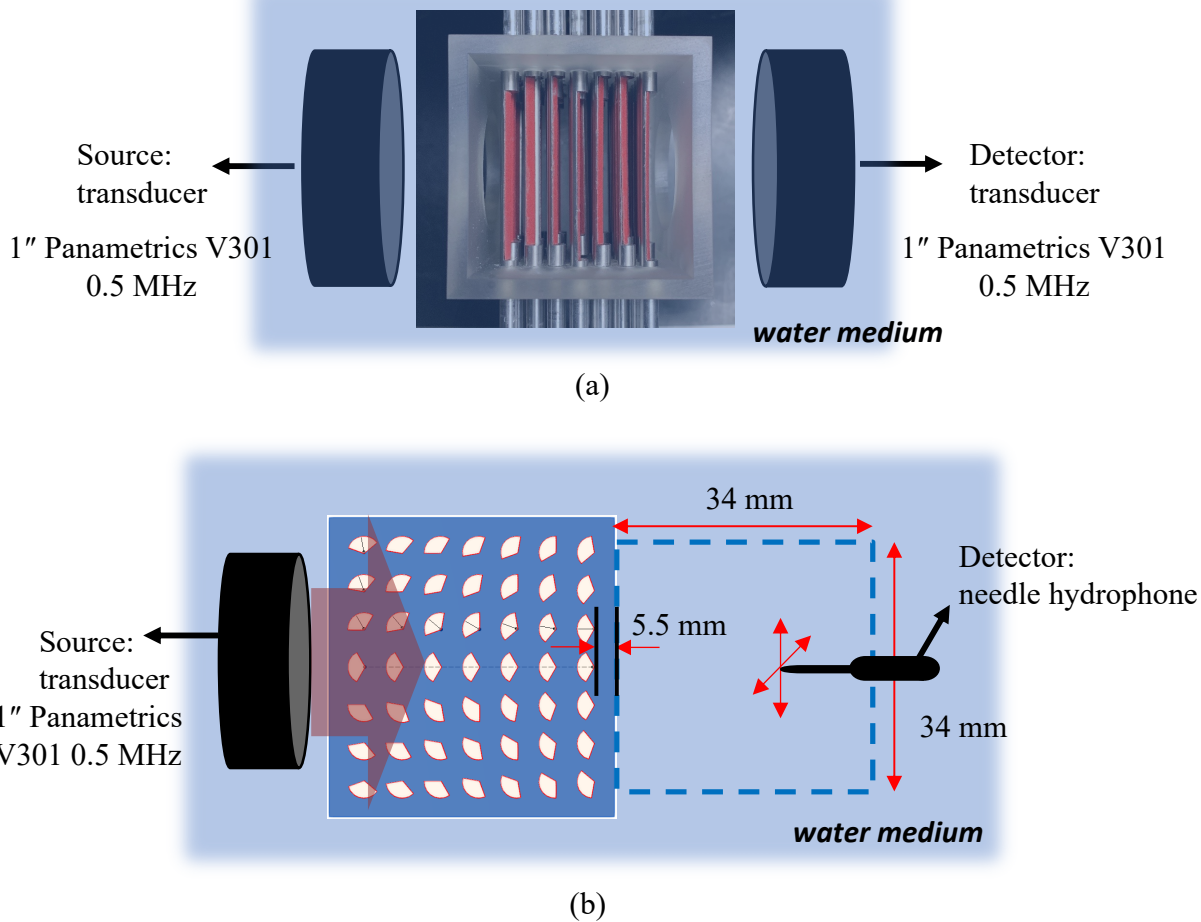 Source:
transducer
1″ Panametrics V301
0.5 MHz
Detector:
transducer
1″ Panametrics V301
0.5 MHz
water medium
(a)
34 mm
Detector:
needle hydrophone
5.5 mm
Source:
transducer
1″ Panametrics
V301 0.5 MHz
34 mm
water medium
(b)